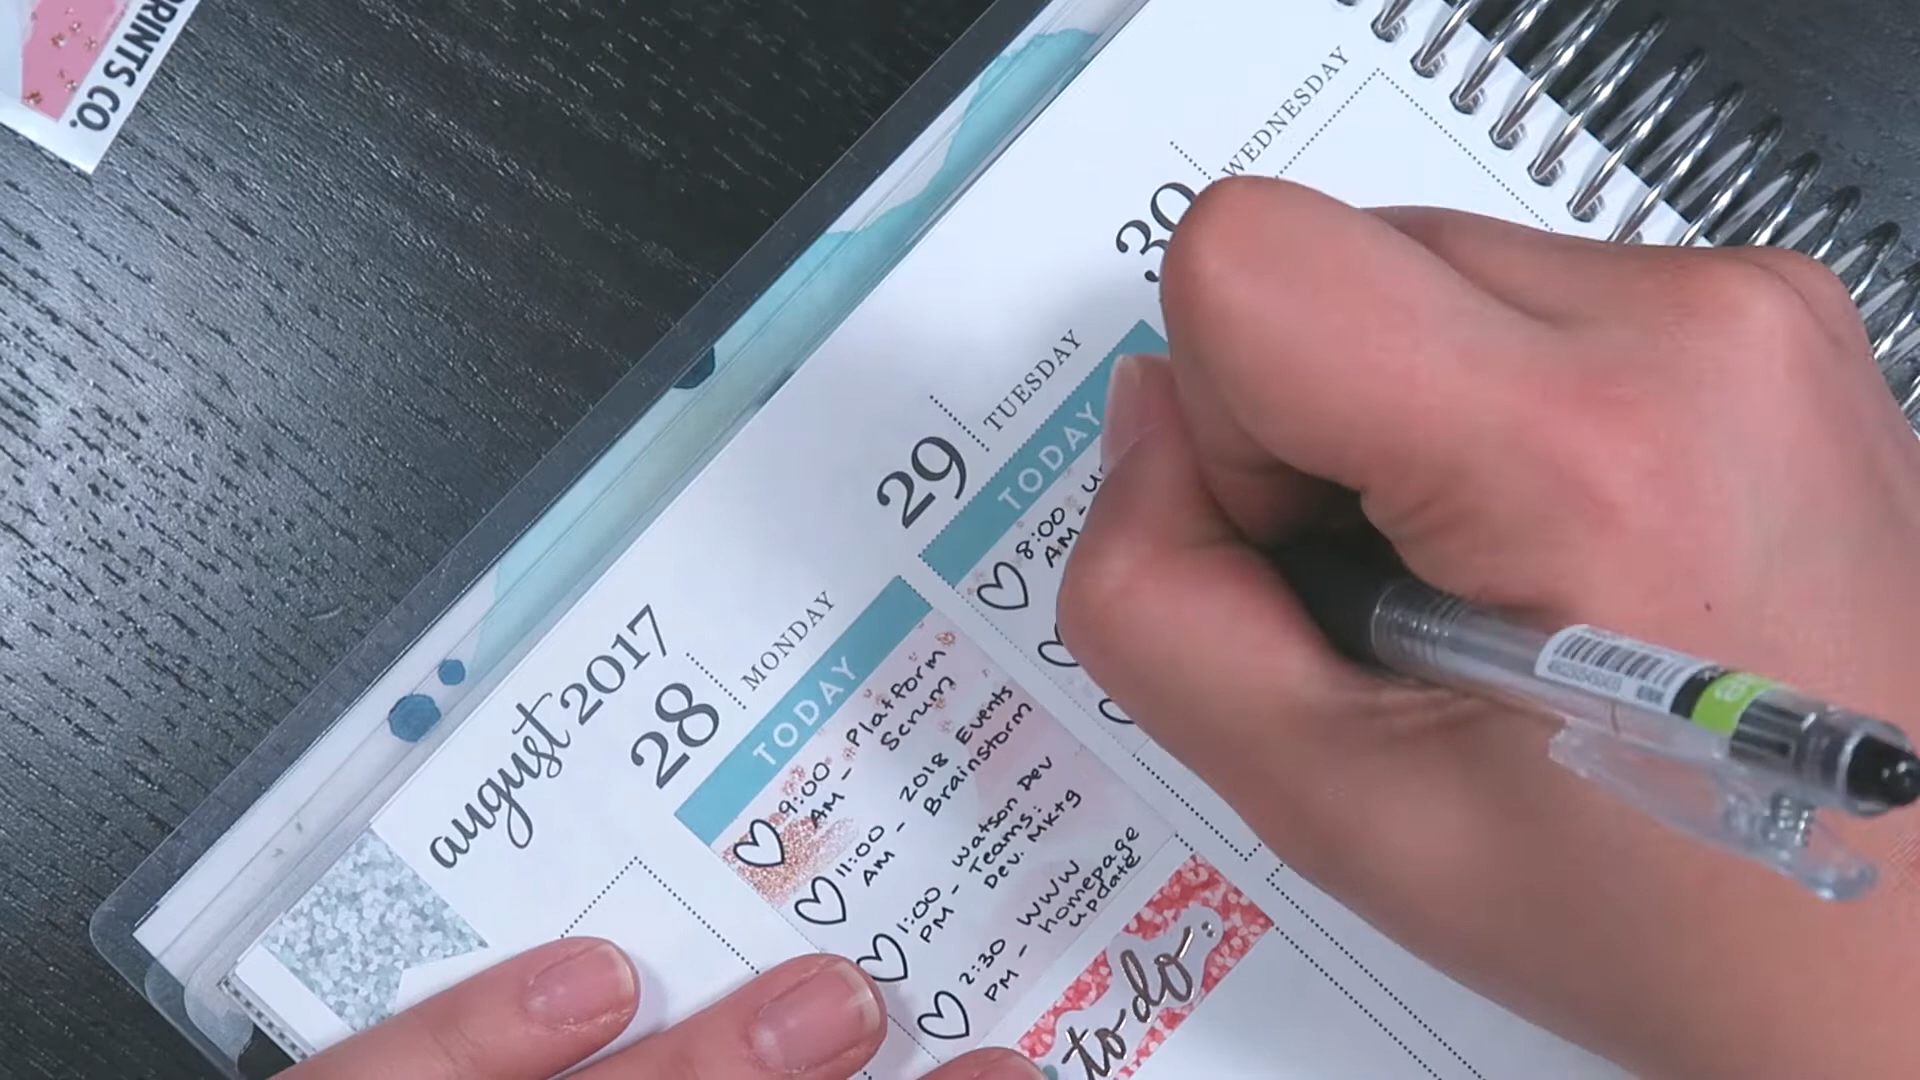 RINTS CO.
august 2017
28
MONDAY
TODAY
9:00 - Platform
AM - Scrum
11:00 - 2018 Events
AM - Brainstorm
1:00 - Watson Dev
PM - Teams:
Dev. Mktg
2:30 - WWW
PM - homepage
update
to do:
29
TUESDAY
TODAY
8:00
AM -
30
WEDNESDAY